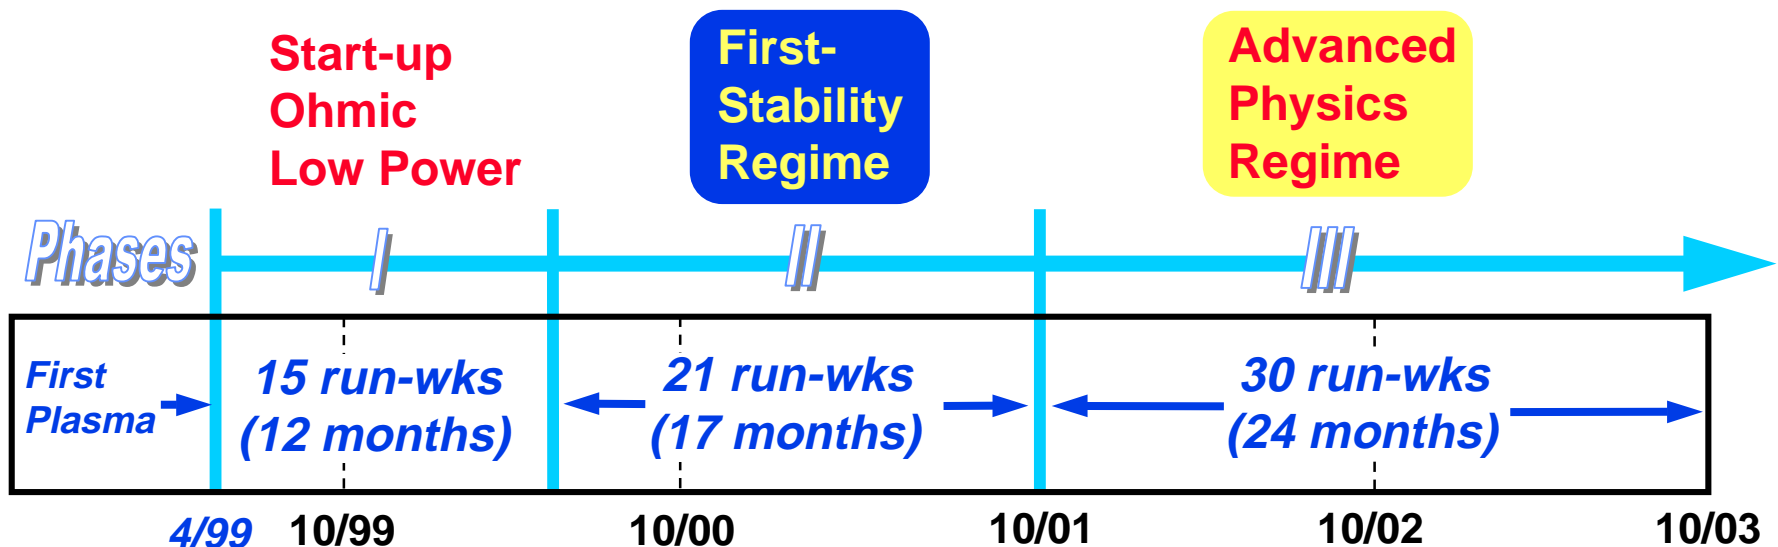 Start-up
Ohmic
Low Power
First-
Stability
Regime
Advanced
Physics
Regime
Phases
I
II
III
First
Plasma
15 run-wks
(12 months)
21 run-wks
(17 months)
30 run-wks
(24 months)
4/99
10/99
10/00
10/01
10/02
10/03